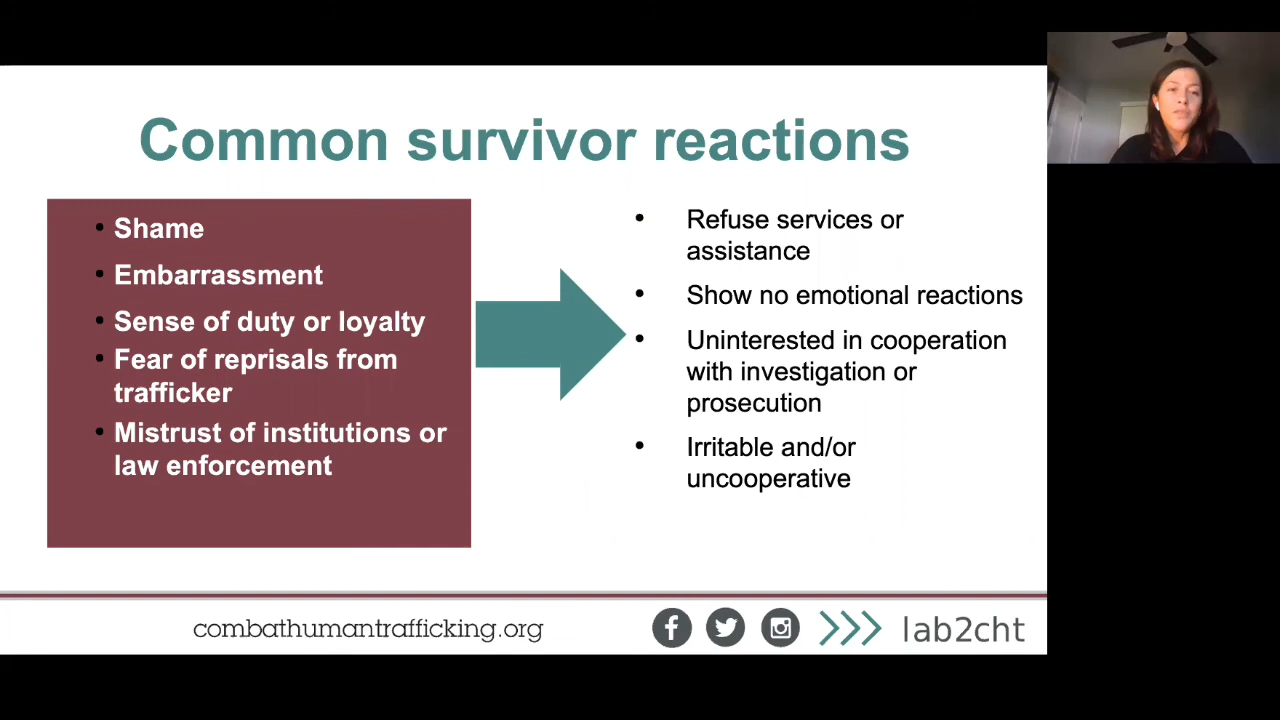 Common survivor reactions
• Shame
• Embarrassment
• Sense of duty or loyalty
• Fear of reprisals from
trafficker
• Mistrust of institutions or
law enforcement
• Refuse services or
assistance
• Show no emotional reactions
• Uninterested in cooperation
with investigation or
prosecution
• Irritable and/or
uncooperative
combathumantrafficking.org
lab2cht